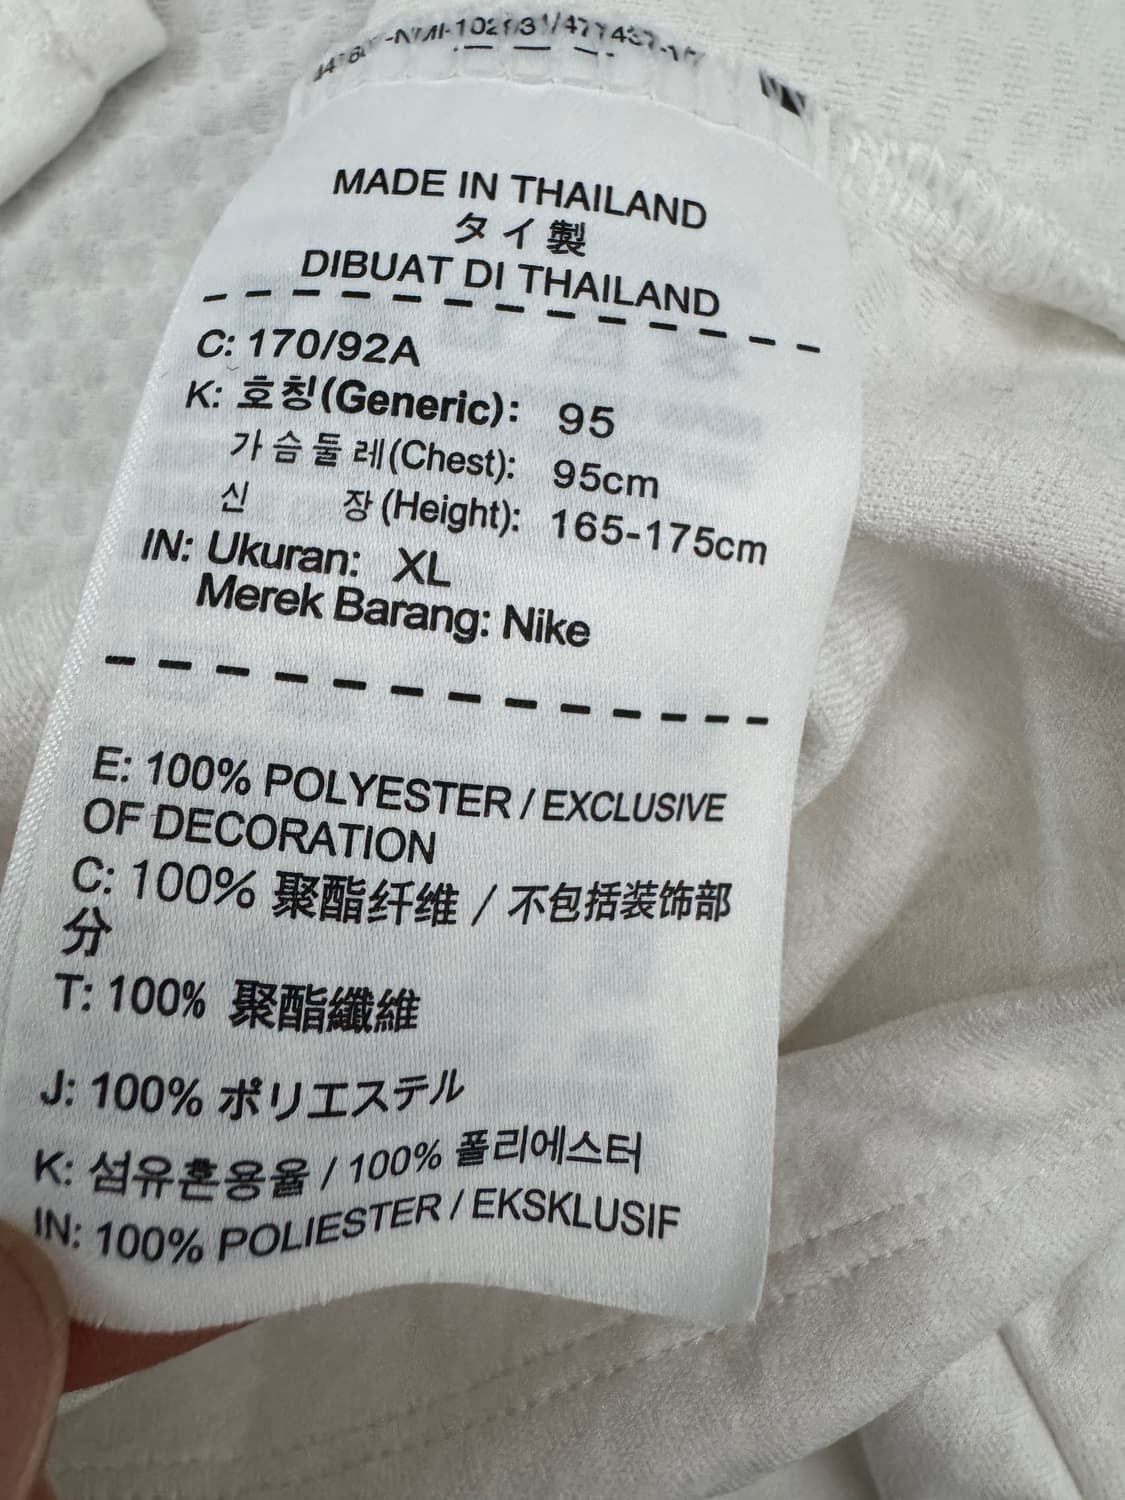 MADE IN THAILAND
タイ製
DIBUAT DI THAILAND
C: 170/92A
K: 호칭(Generic): 95
가슴둘레(Chest): 95cm
신 장(Height): 165-175cm
IN: Ukuran: XL
Merek Barang: Nike
E: 100% POLYESTER / EXCLUSIVE
OF DECORATION
C: 100% 聚酯纤维 / 不包括装饰部
分
T: 100% 聚酯纖維
J: 100% ポリエステル
K: 섬유혼용율 / 100% 폴리에스터
IN: 100% POLIESTER / EKSKLUSIF